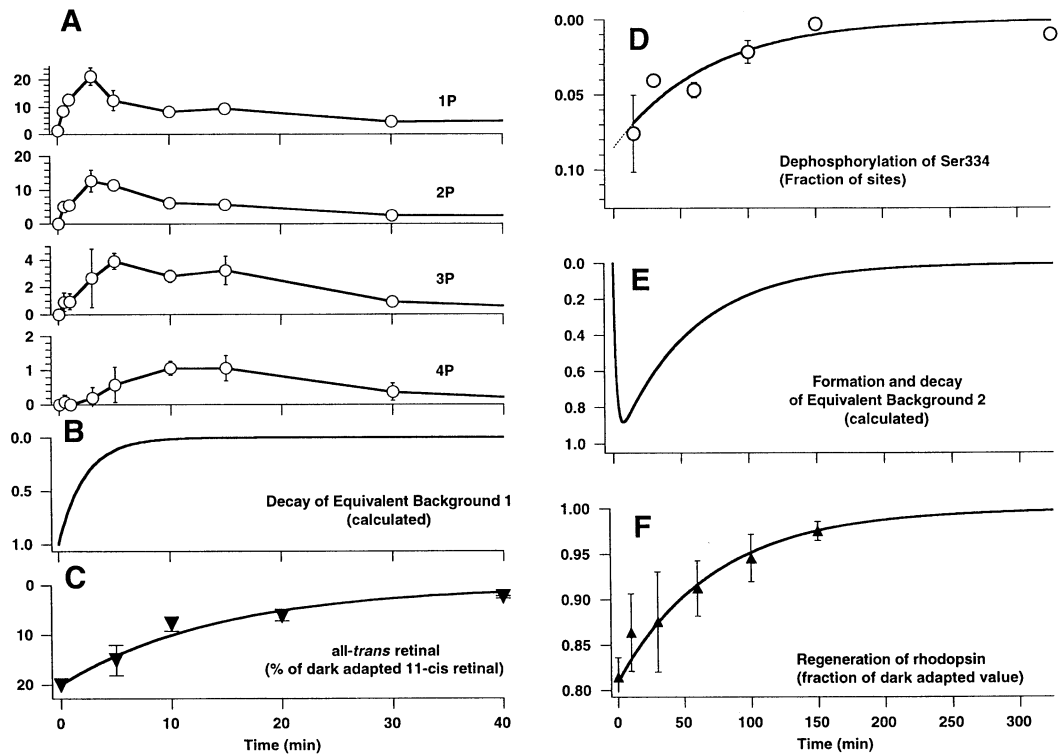 A
20
10
0
1P
20
10
0
2P
4
2
0
3P
2
1
0
4P
B
0.0
0.5
1.0
Decay of Equivalent Background 1
(calculated)
C
0
10
20
all-trans retinal
(% of dark adapted 11-cis retinal)
0 10 20 30 40
Time (min)
D
0.00
0.05
0.10
Dephosphorylation of Ser334
(Fraction of sites)
E
0.0
0.2
0.4
0.6
0.8
1.0
Formation and decay
of Equivalent Background 2
(calculated)
F
1.00
0.95
0.90
0.85
0.80
Regeneration of rhodopsin
(fraction of dark adapted value)
0 50 100 150 200 250 300
Time (min)